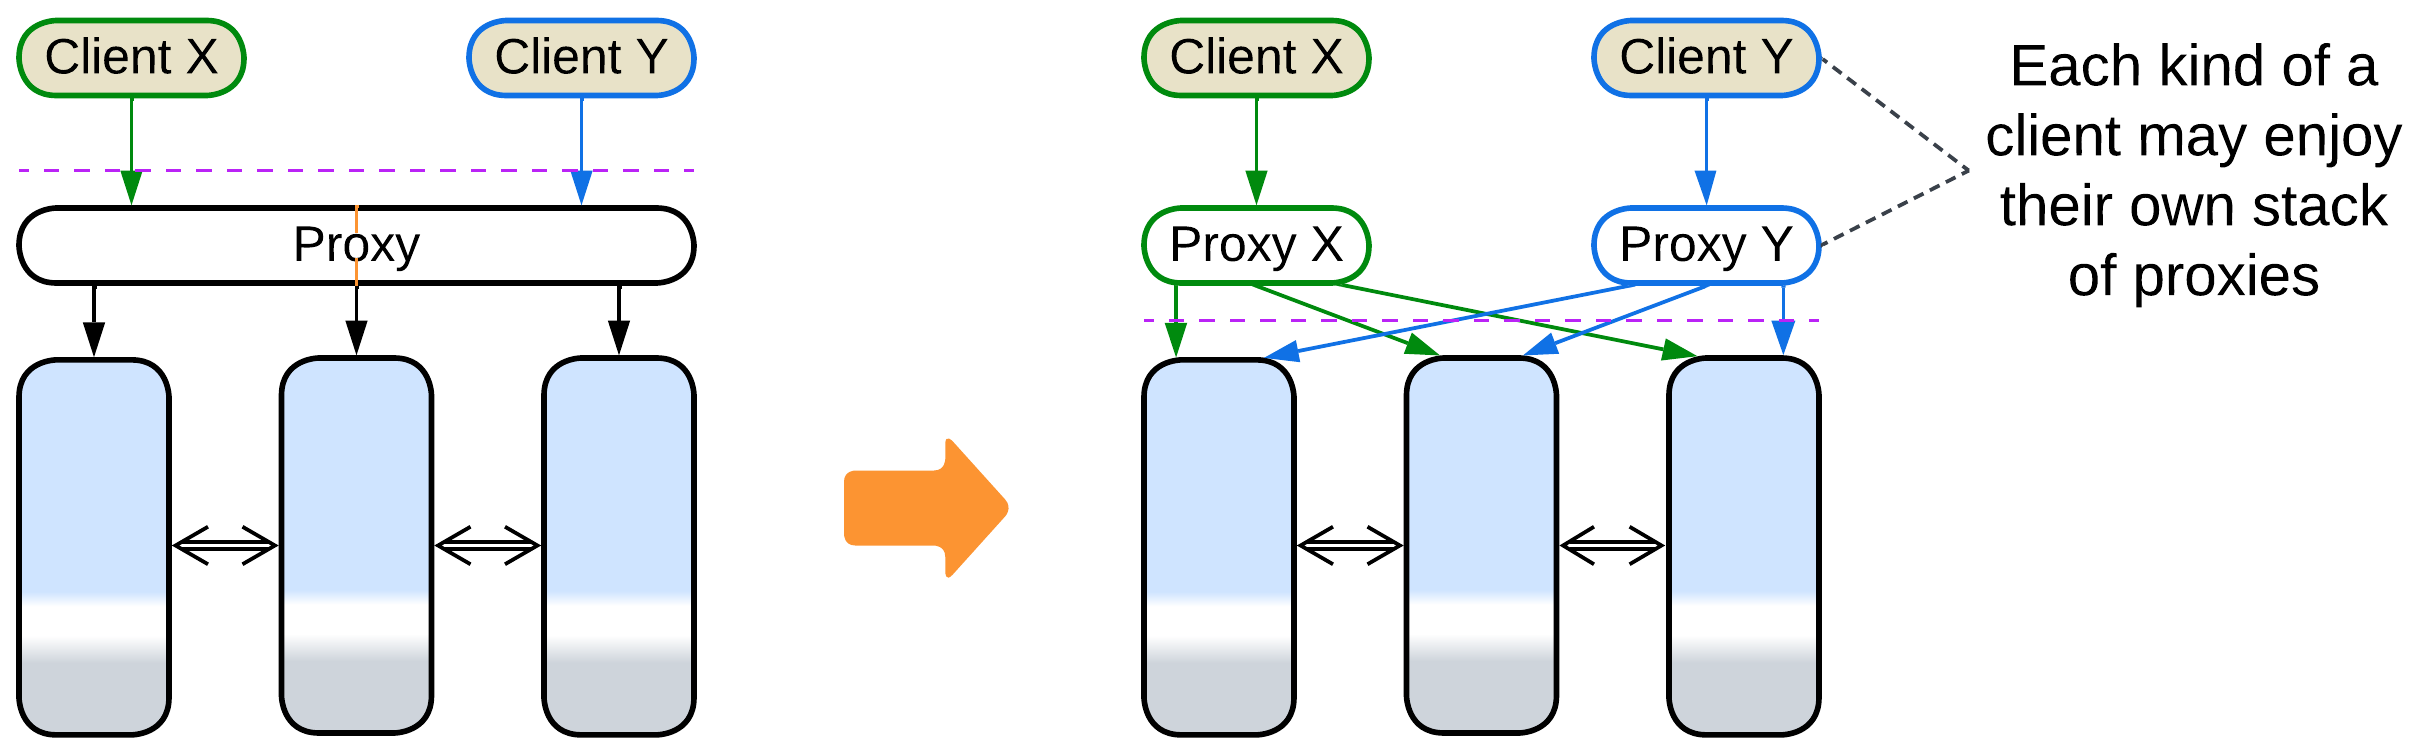 Client X
Client Y
Proxy
Client X
Client Y
Proxy X
Proxy Y
Each kind of a
client may enjoy
their own stack
of proxies